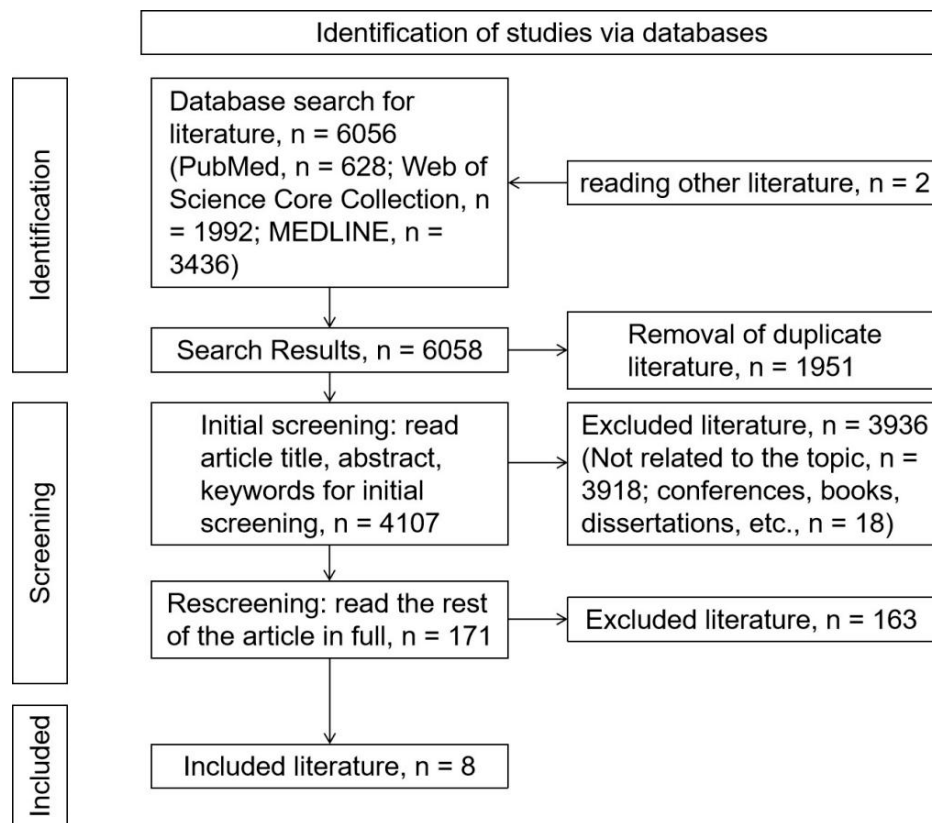 Identification of studies via databases
Identification
Database search for
literature, n = 6056
(PubMed, n = 628; Web of
Science Core Collection, n
= 1992; MEDLINE, n =
3436)
reading other literature, n = 2
Search Results, n = 6058
Removal of duplicate
literature, n = 1951
Screening
Initial screening: read
article title, abstract,
keywords for initial
screening, n = 4107
Excluded literature, n = 3936
(Not related to the topic, n =
3918; conferences, books,
dissertations, etc., n = 18)
Rescreening: read the rest
of the article in full, n = 171
Excluded literature, n = 163
Included
Included literature, n = 8